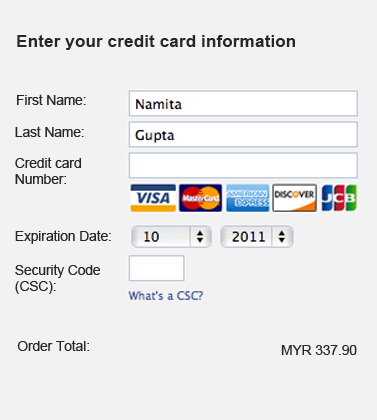 Enter your credit card information
First Name: Namita
Last Name: Gupta
Credit card
Number:
VISA MasterCard AMERICAN EXPRESS DISCOVER JCB
Expiration Date: 10 2011
Security Code
(CSC):
What's a CSC?
Order Total: MYR 337.90